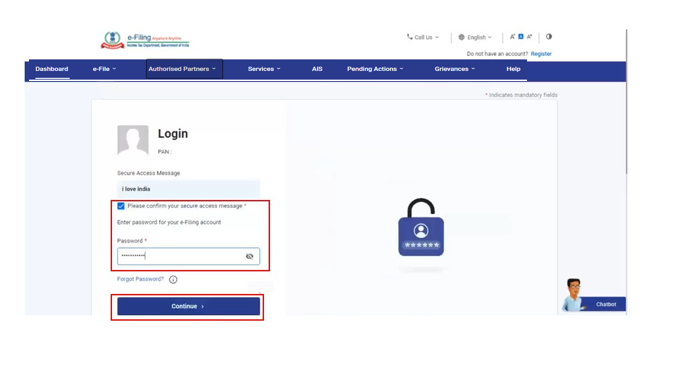 e-Filing Anywhere Anytime
Income Tax Department, Government of India
Call Us
English
A- A A+
Do not have an account? Register
Dashboard e-File Authorised Partners Services AIS Pending Actions Grievances Help
* Indicates mandatory fields
Login
PAN :
Secure Access Message
i love india
Please confirm your secure access message *
Enter password for your e-Filing account
Password *
Forgot Password?
Continue >
Chatbot